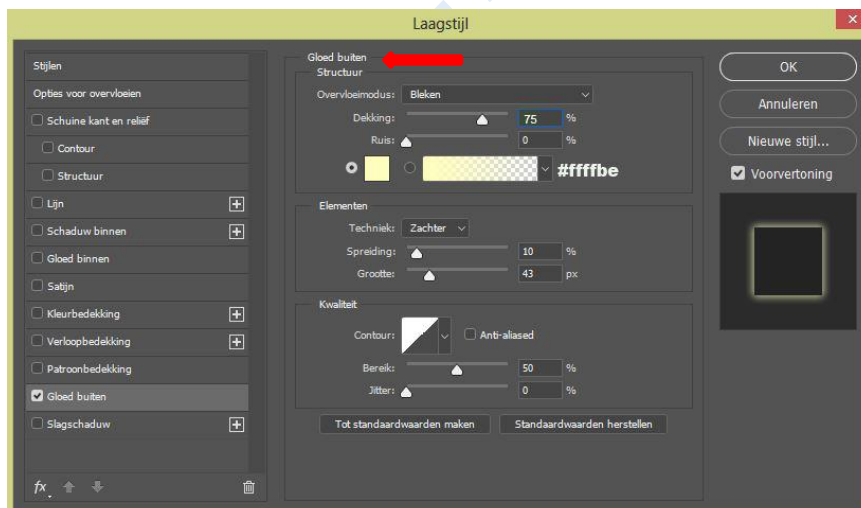 Laagstijl
Stijlen
Opties voor overvloeien
Schuine kant en reliëf
Contour
Structuur
Lijn
Schaduw binnen
Gloed binnen
Satijn
Kleurbedekking
Verloopbedekking
Patroonbedekking
Gloed buiten
Slagschaduw
fx
Gloed buiten
Structuur
Overvloeimodus: Bleken
Dekking: 75 %
Ruis: 0 %
#ffffbe
Elementen
Techniek: Zachter
Spreiding: 10 %
Grootte: 43 px
Kwaliteit
Contour: Anti-aliased
Bereik: 50 %
Jitter: 0 %
Tot standaardwaarden maken Standaardwaarden herstellen
OK
Annuleren
Nieuwe stijl...
Voorvertoning